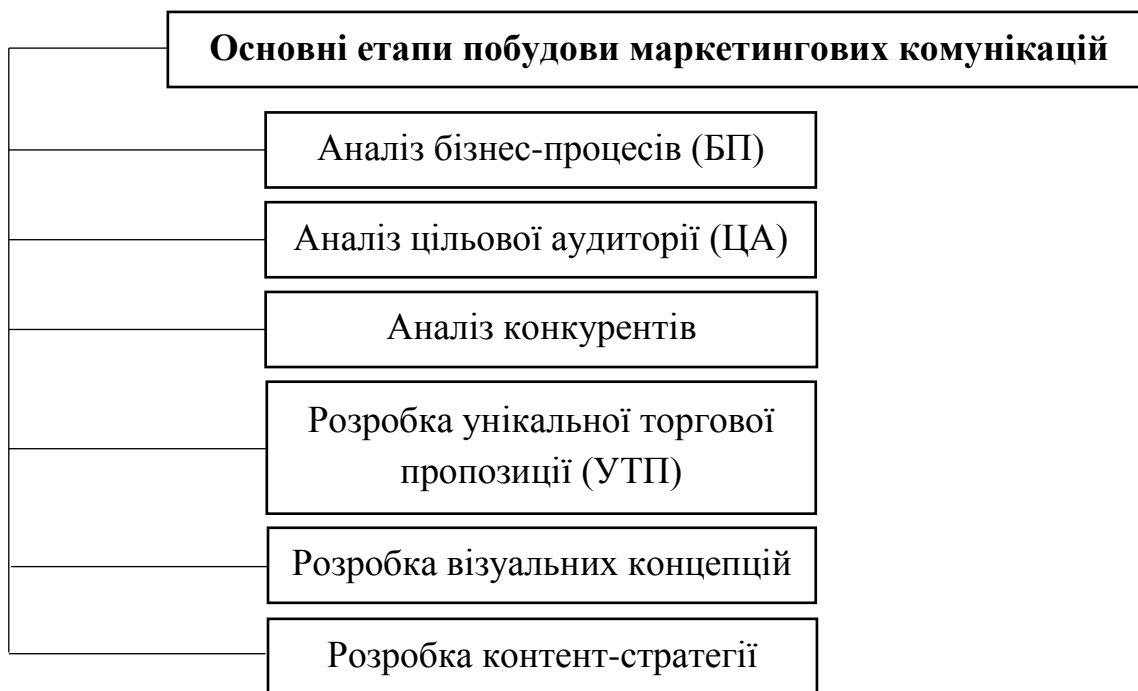 Основні етапи побудови маркетингових комунікацій
Аналіз бізнес-процесів (БП)
Аналіз цільової аудиторії (ЦА)
Аналіз конкурентів
Розробка унікальної торгової
пропозиції (УТП)
Розробка візуальних концепцій
Розробка контент-стратегії